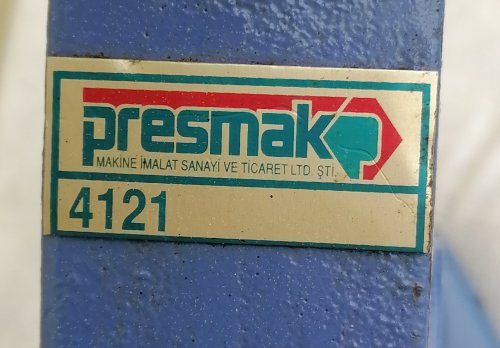 presmak
MAKİNE İMALAT SANAYİ VE TİCARET LTD. ŞTİ.
4121